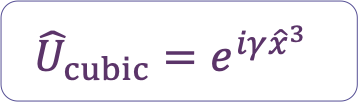 Û_cubic = e^{iγx̂³}